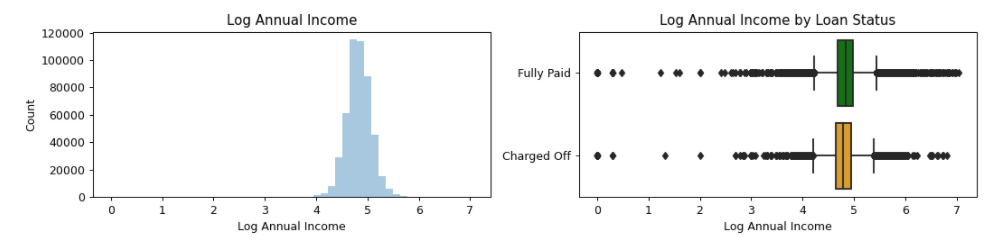 Log Annual Income
120000
100000
80000
60000
40000
20000
0
Count
0 1 2 3 4 5 6 7
Log Annual Income
Log Annual Income by Loan Status
Fully Paid
Charged Off
0 1 2 3 4 5 6 7
Log Annual Income